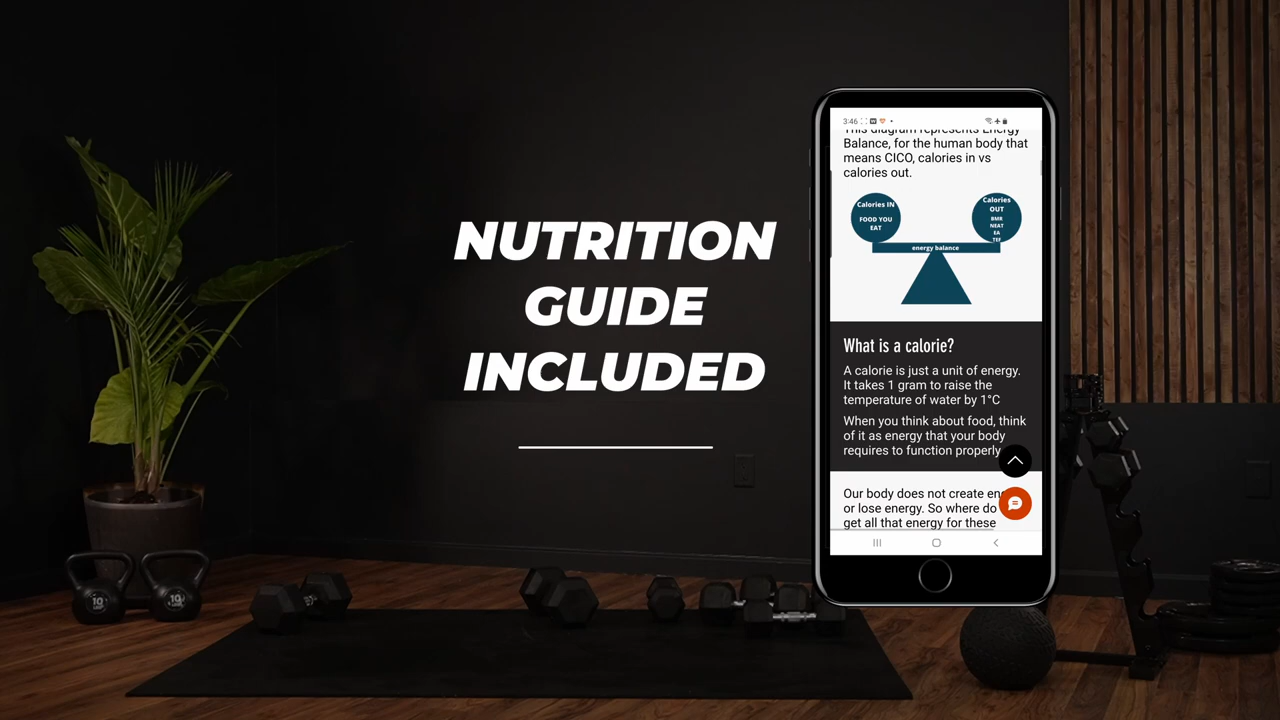 NUTRITION
GUIDE
INCLUDED
3:46
This diagram represents Energy
Balance, for the human body that
means CICO, calories in vs
calories out.
Calories IN
FOOD YOU
EAT
Calories
OUT
BMR
NEAT
EA
TEF
energy balance
What is a calorie?
A calorie is just a unit of energy.
It takes 1 gram to raise the
temperature of water by 1°C
When you think about food, think
of it as energy that your body
requires to function properly
Our body does not create
or lose energy. So where do
get all that energy for these
10
10